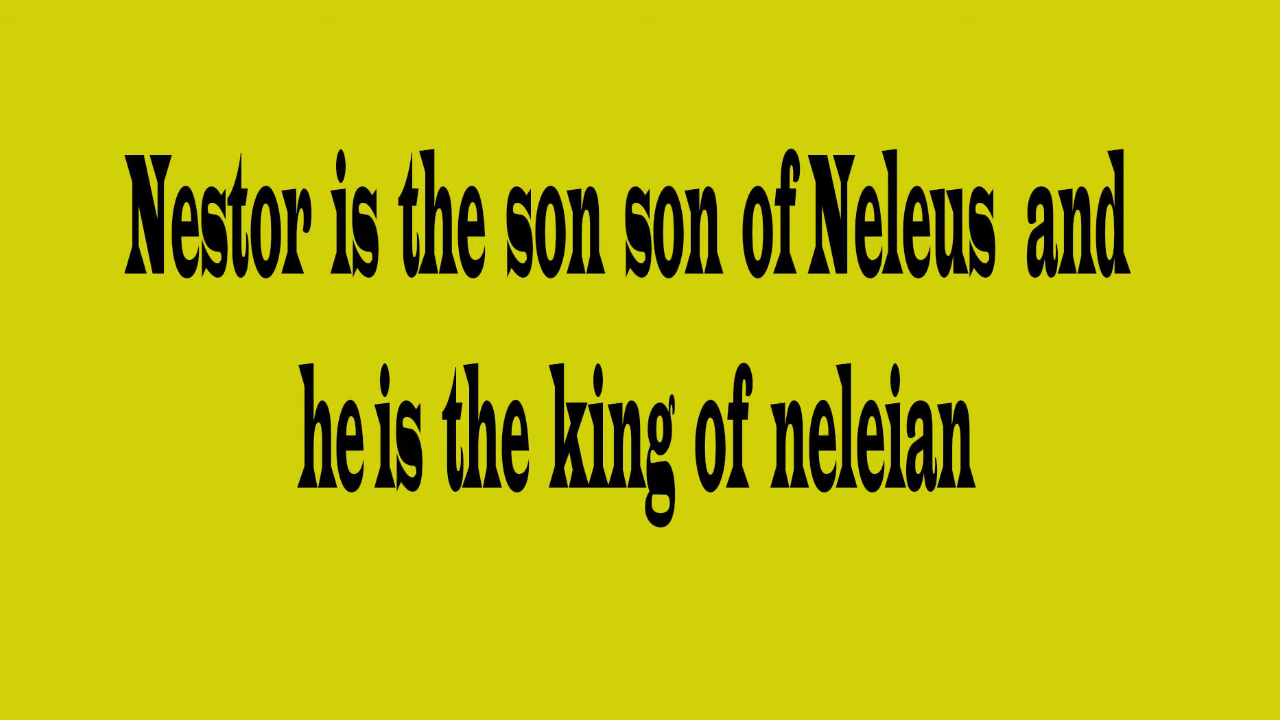 Nestor is the son son of Neleus and
he is the king of neleian